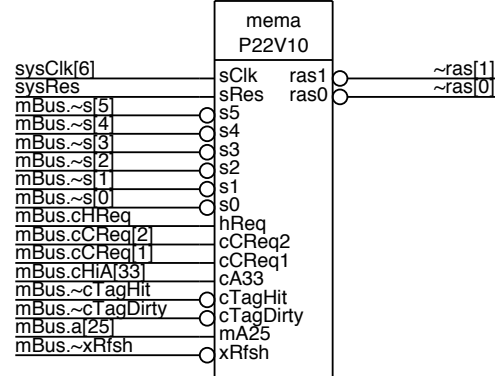 mema
P22V10
sysClk[6] sClk ras1 ~ras[1]
sysRes sRes ras0 ~ras[0]
mBus.~s[5] s5
mBus.~s[4] s4
mBus.~s[3] s3
mBus.~s[2] s2
mBus.~s[1] s1
mBus.~s[0] s0
mBus.cHReq hReq
mBus.cCReq[2] cCReq2
mBus.cCReq[1] cCReq1
mBus.cHiA[33] cA33
mBus.~cTagHit cTagHit
mBus.~cTagDirty cTagDirty
mBus.a[25] mA25
mBus.~xRfsh xRfsh